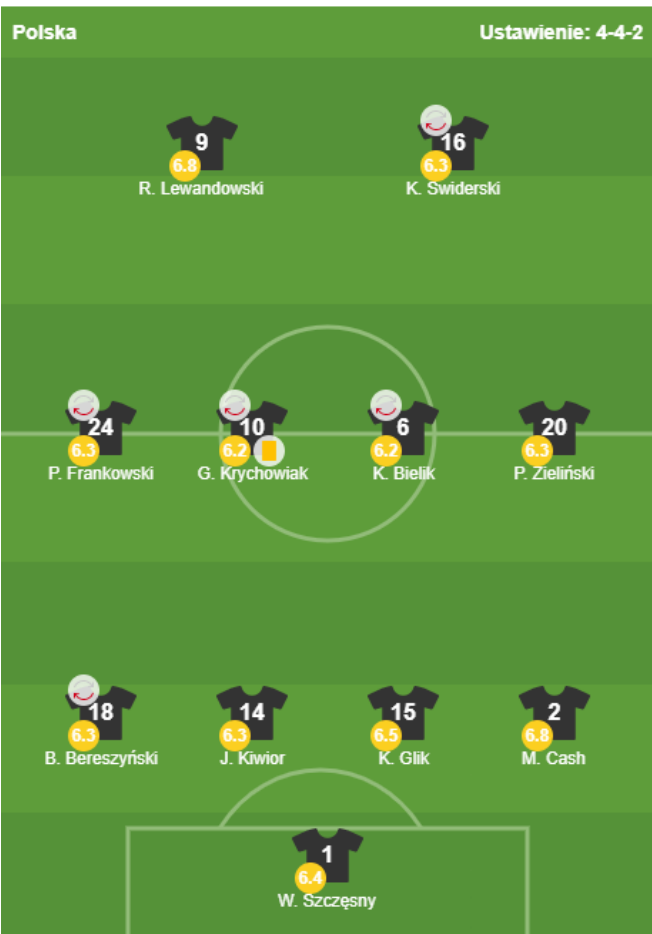 Polska Ustawienie: 4-4-2
9 16
6.8 6.3
R. Lewandowski K. Swiderski
24 10 6 20
6.3 6.2 6.2 6.3
P. Frankowski G. Krychowiak K. Bielik P. Zieliński
18 14 15 2
6.3 6.3 6.5 6.8
B. Bereszyński J. Kiwior K. Glik M. Cash
1
6.4
W. Szczęsny